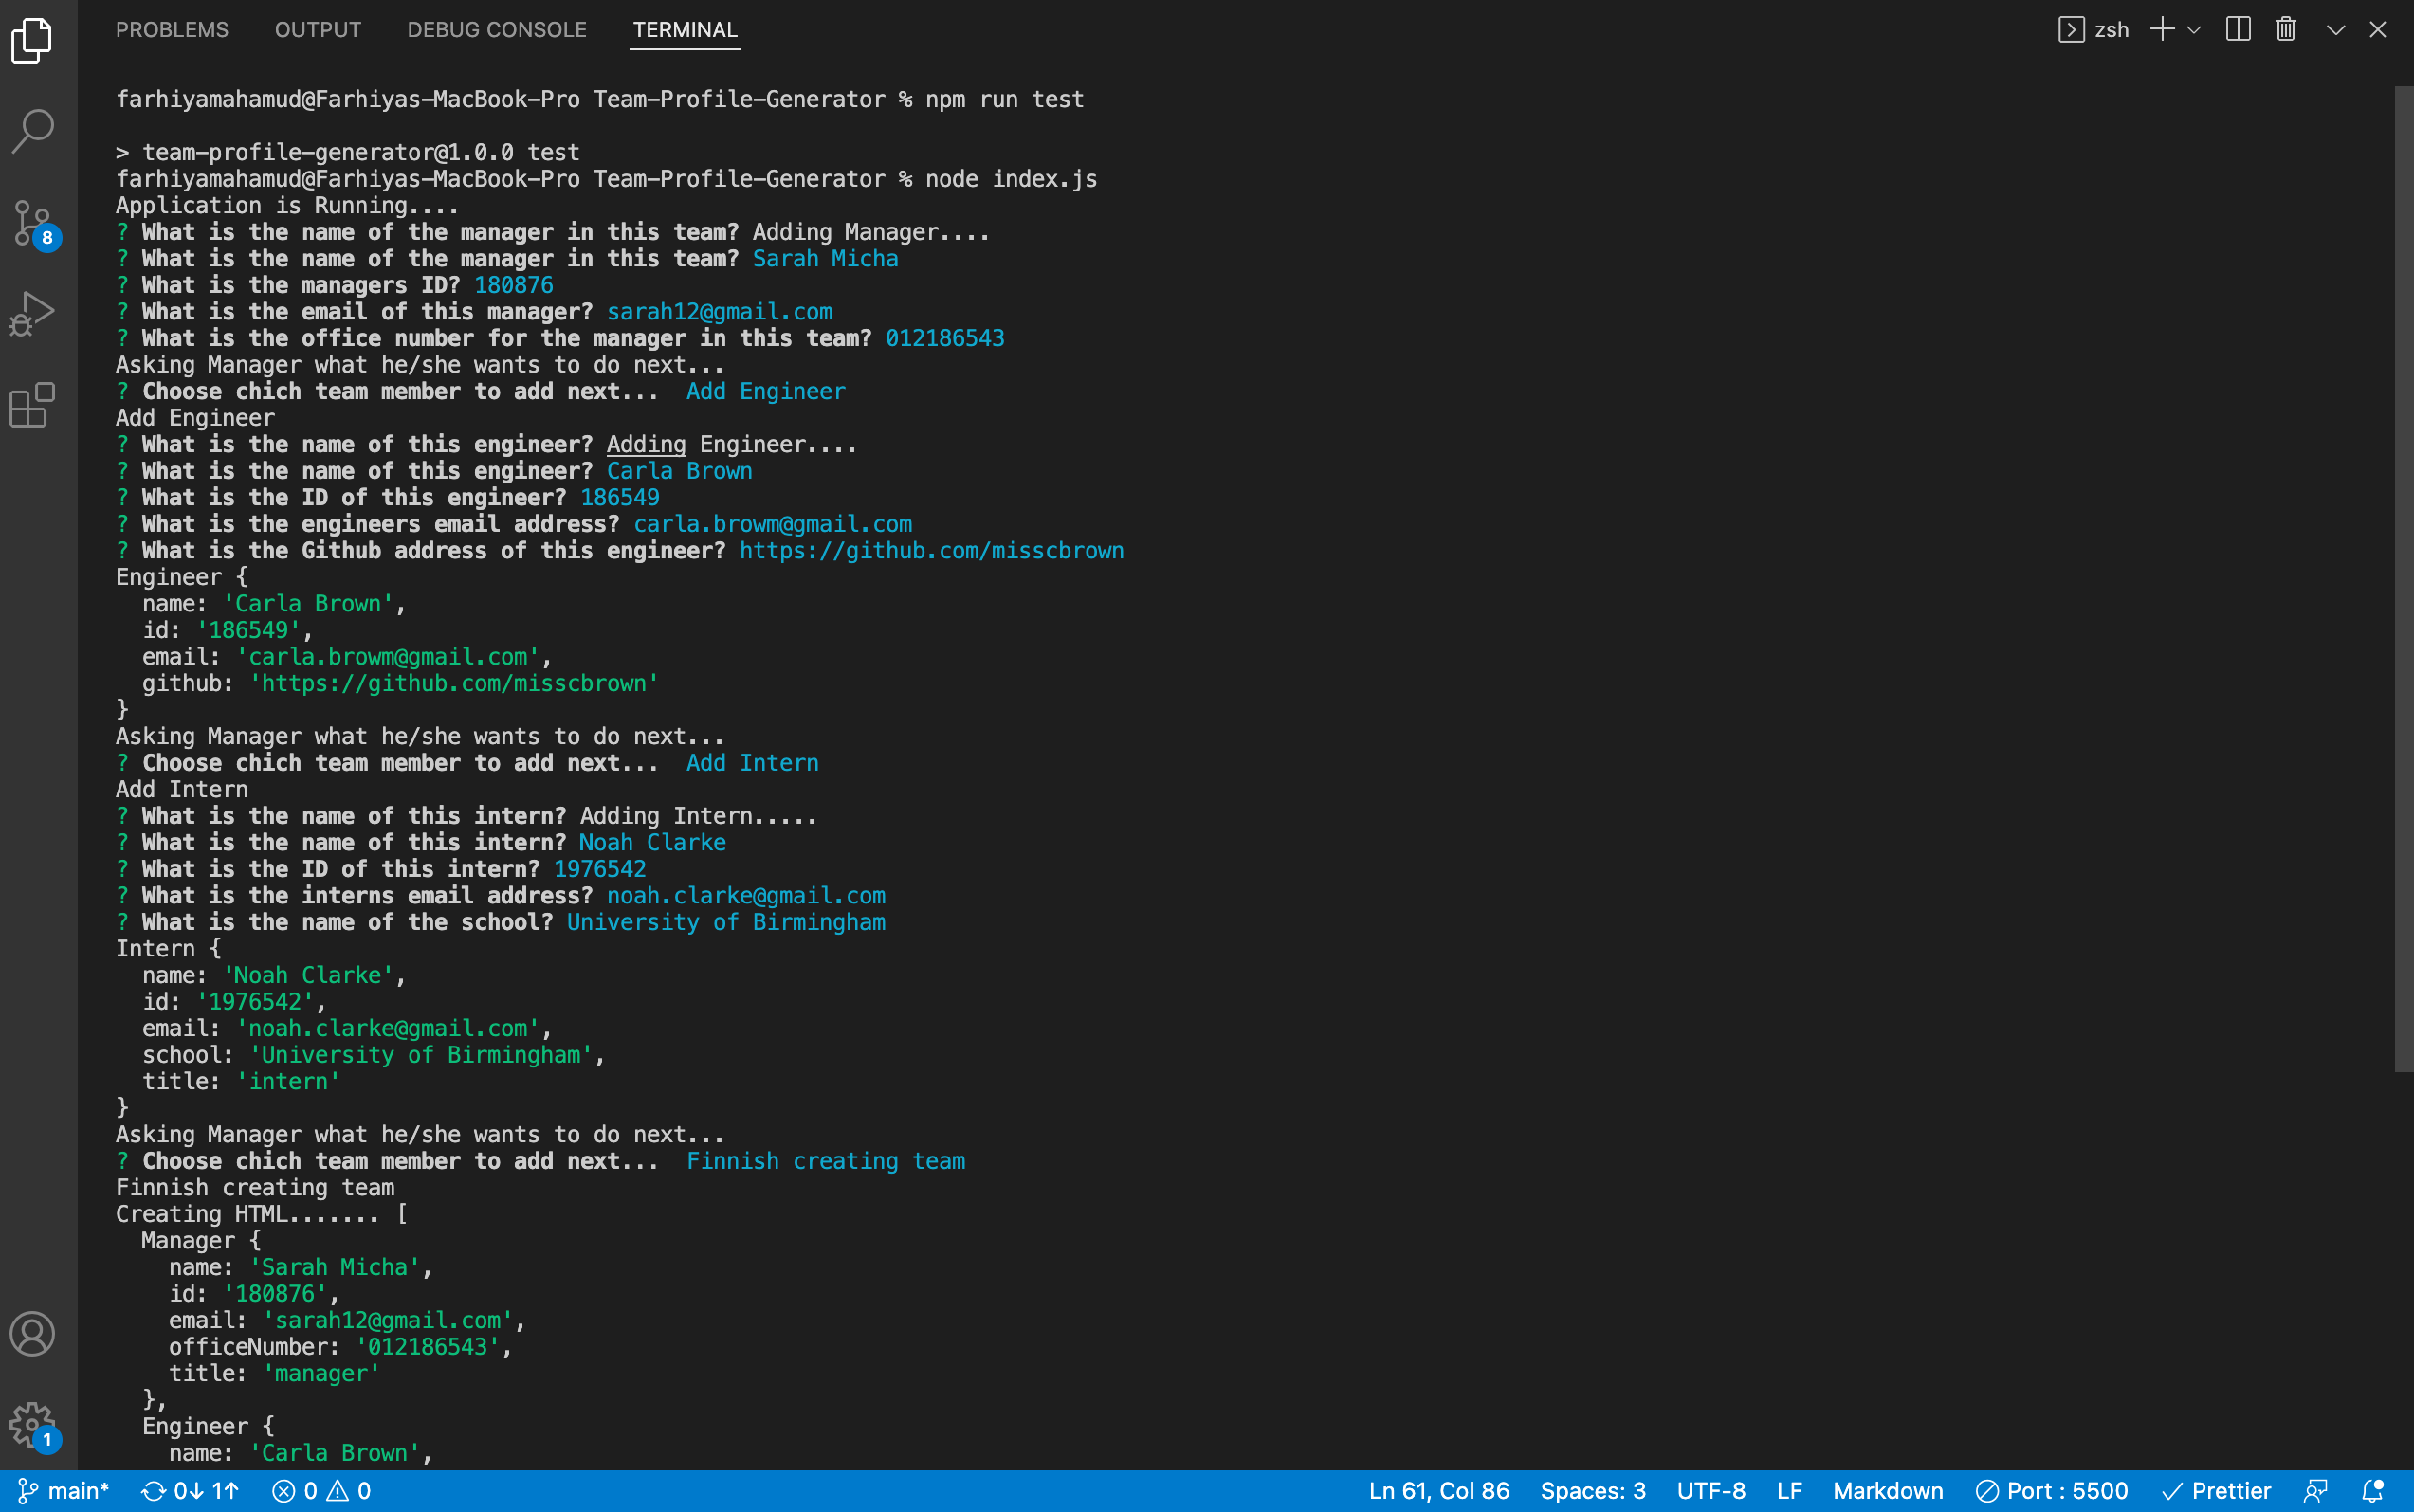 PROBLEMS OUTPUT DEBUG CONSOLE TERMINAL zsh
farhiyamahamud@Farhiyas-MacBook-Pro Team-Profile-Generator % npm run test
> team-profile-generator@1.0.0 test
farhiyamahamud@Farhiyas-MacBook-Pro Team-Profile-Generator % node index.js
Application is Running....
? What is the name of the manager in this team? Adding Manager....
? What is the name of the manager in this team? Sarah Micha
? What is the managers ID? 180876
? What is the email of this manager? sarah12@gmail.com
? What is the office number for the manager in this team? 012186543
Asking Manager what he/she wants to do next...
? Choose chich team member to add next... Add Engineer
Add Engineer
? What is the name of this engineer? Adding Engineer....
? What is the name of this engineer? Carla Brown
? What is the ID of this engineer? 186549
? What is the engineers email address? carla.browm@gmail.com
? What is the Github address of this engineer? https://github.com/misscbrown
Engineer {
name: 'Carla Brown',
id: '186549',
email: 'carla.browm@gmail.com',
github: 'https://github.com/misscbrown'
}
Asking Manager what he/she wants to do next...
? Choose chich team member to add next... Add Intern
Add Intern
? What is the name of this intern? Adding Intern.....
? What is the name of this intern? Noah Clarke
? What is the ID of this intern? 1976542
? What is the interns email address? noah.clarke@gmail.com
? What is the name of the school? University of Birmingham
Intern {
name: 'Noah Clarke',
id: '1976542',
email: 'noah.clarke@gmail.com',
school: 'University of Birmingham',
title: 'intern'
}
Asking Manager what he/she wants to do next...
? Choose chich team member to add next... Finnish creating team
Finnish creating team
Creating HTML....... [
Manager {
name: 'Sarah Micha',
id: '180876',
email: 'sarah12@gmail.com',
officeNumber: '012186543',
title: 'manager'
},
Engineer {
name: 'Carla Brown',
8
1
main* 0↓ 1↑ 0 0 Ln 61, Col 86 Spaces: 3 UTF-8 LF Markdown Port : 5500 Prettier